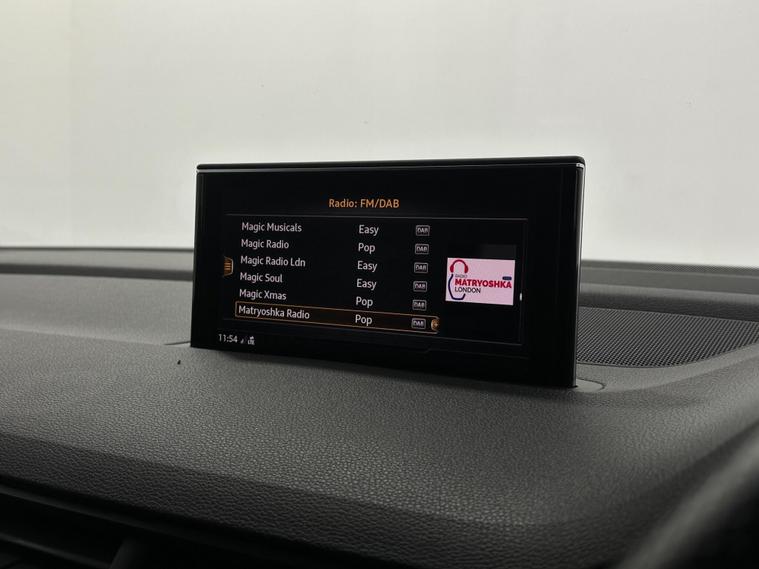 Radio: FM/DAB
Magic Musicals Easy DAB
Magic Radio Pop DAB
Magic Radio Ldn Easy DAB
Magic Soul Easy DAB
Magic Xmas Pop DAB
Matryoshka Radio Pop DAB
RADIO
MATRYOSHKA
LONDON
11:54 LTE